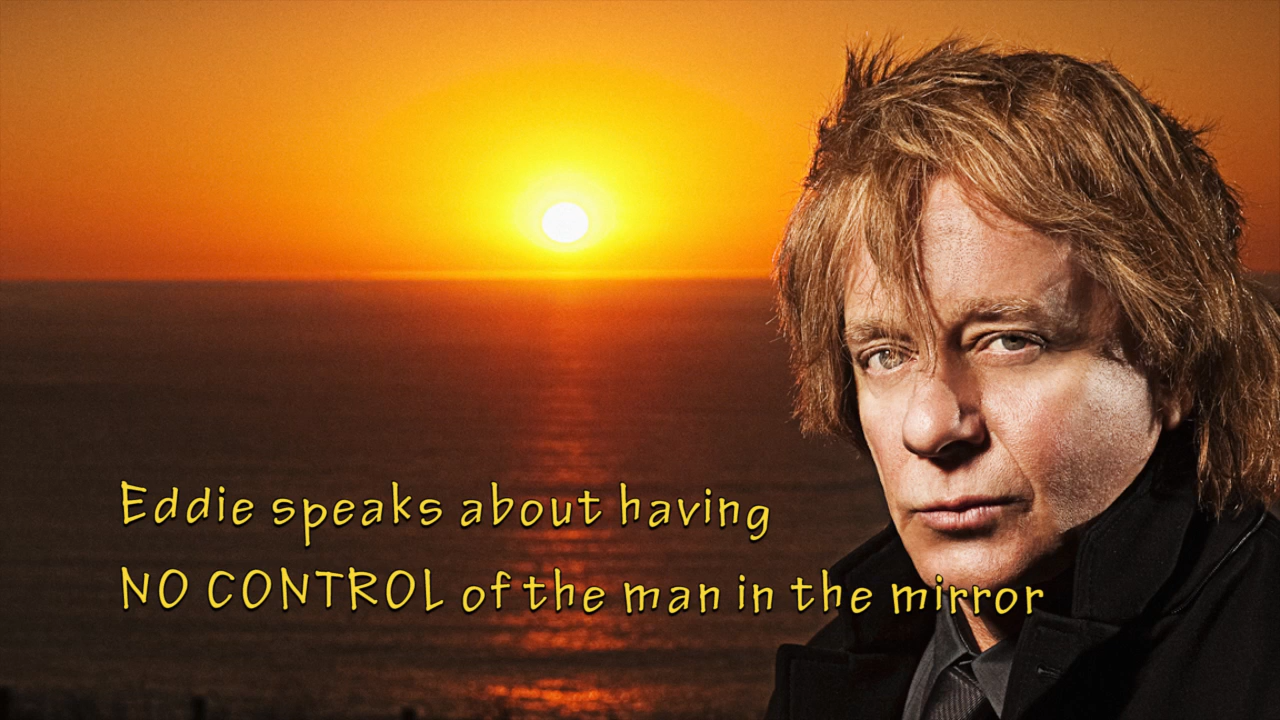 Eddie speaks about having
NO CONTROL of the man in the mirror